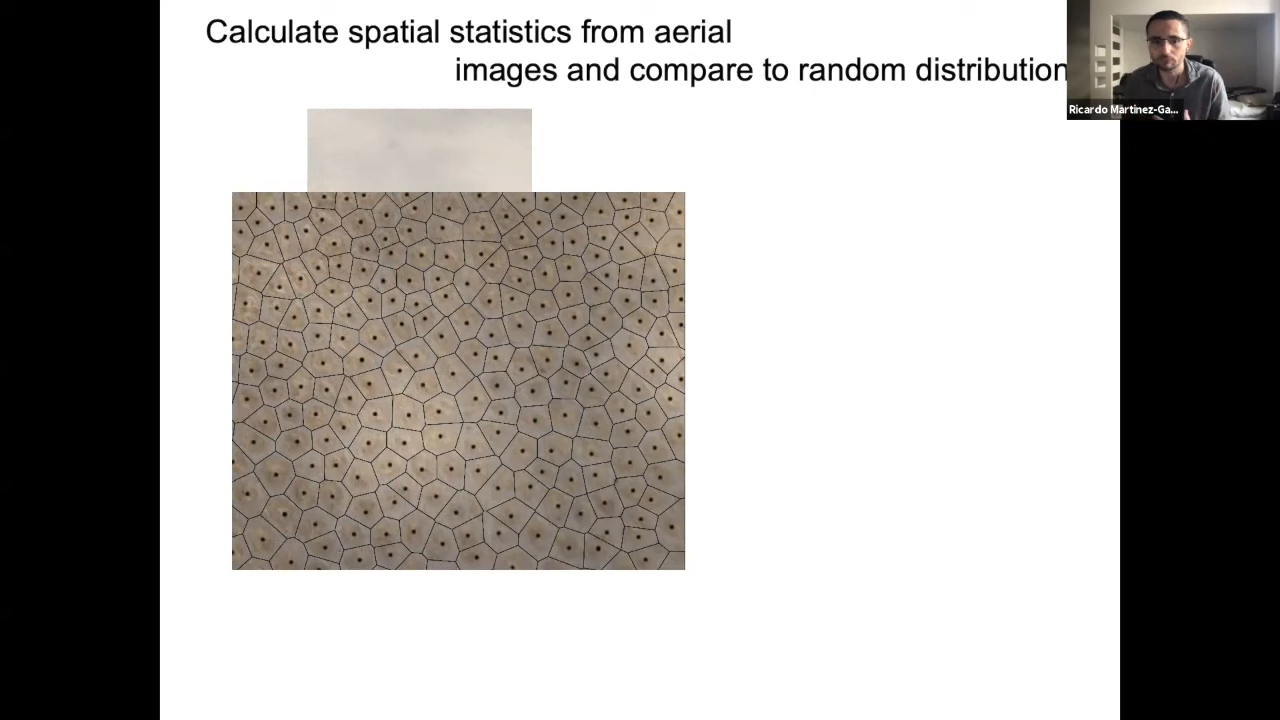 Calculate spatial statistics from aerial
images and compare to random distribution
Ricardo Martínez-Ga...